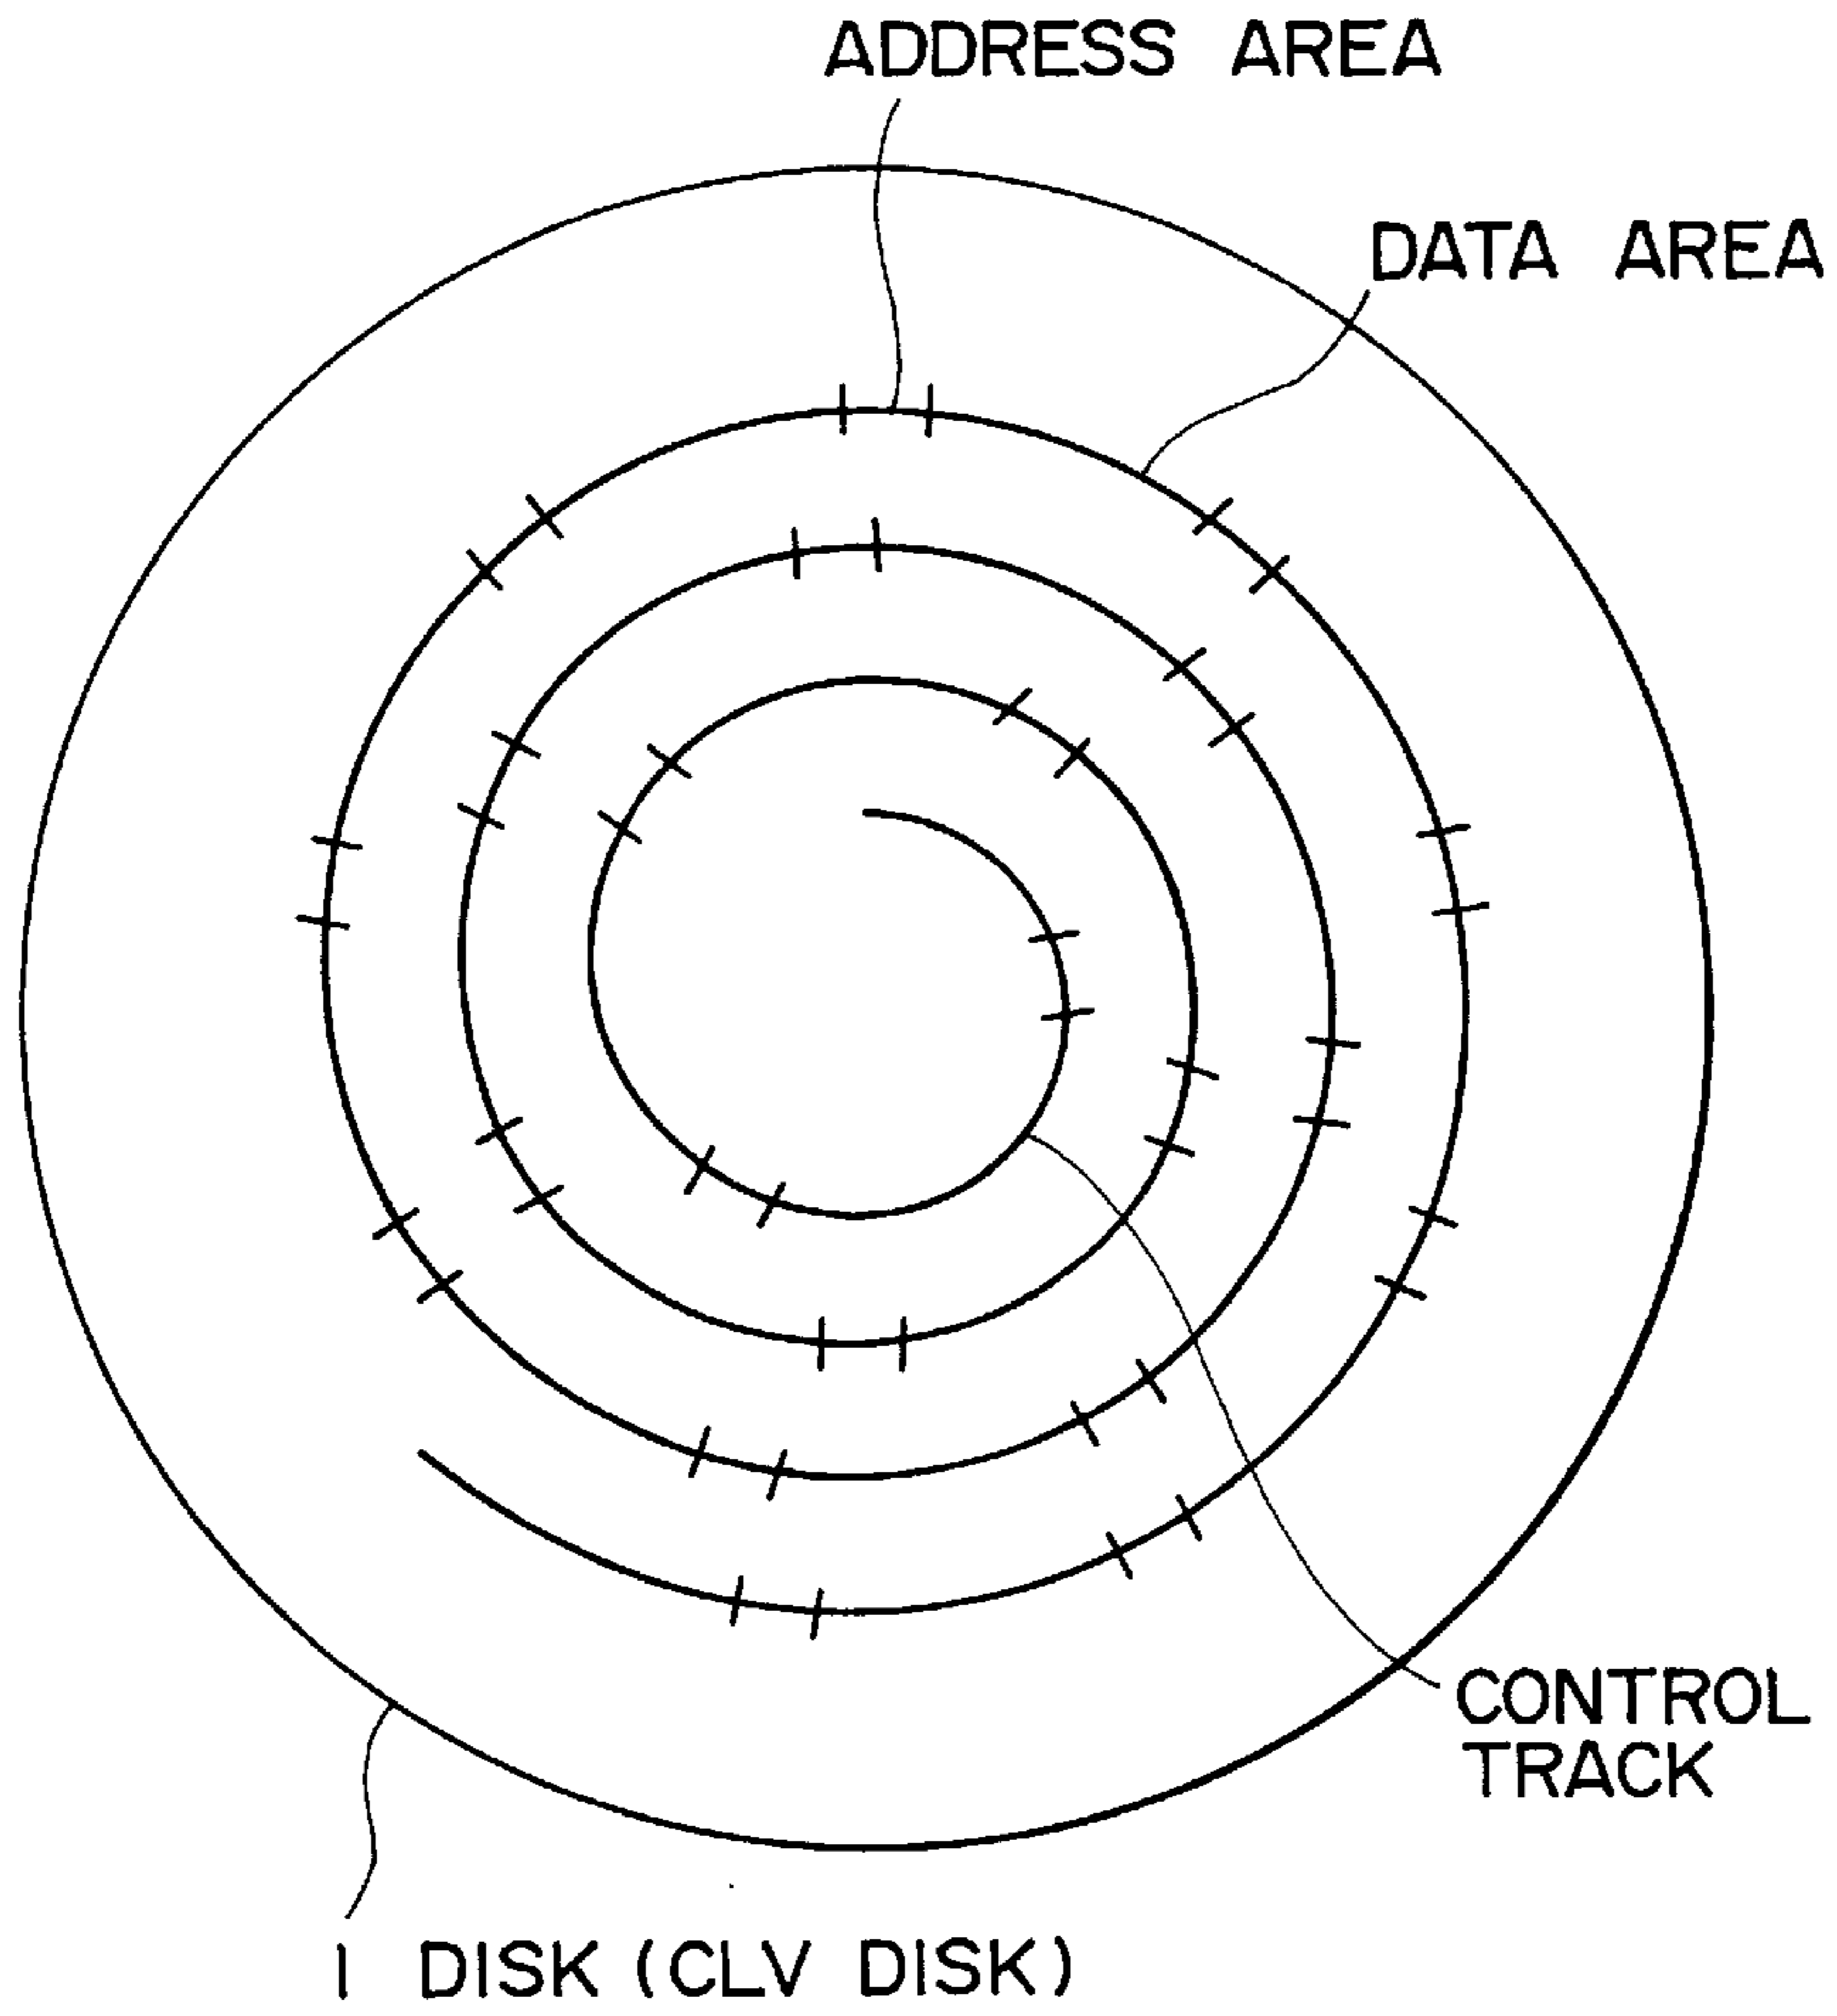 ADDRESS AREA
DATA AREA
CONTROL
TRACK
1 DISK (CLV DISK)